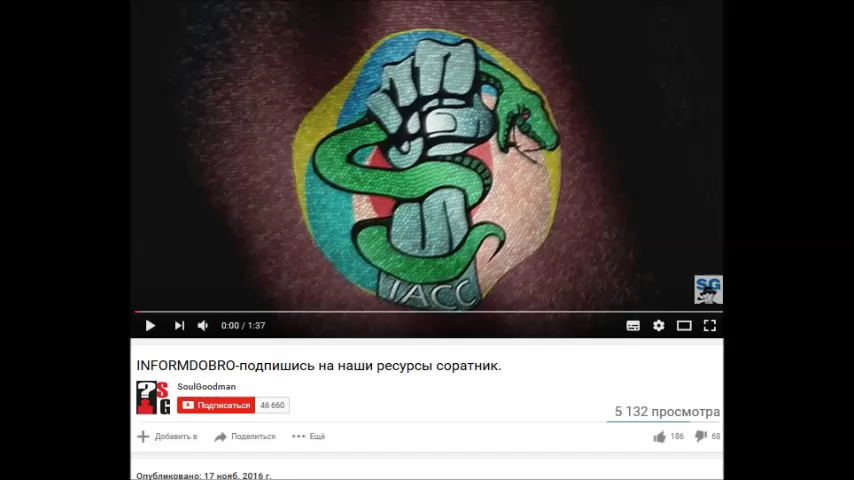 IACC
SG
0:00 / 1:37
INFORMDOBRO-подпишись на наши ресурсы соратник.
SoulGoodman
Подписаться 46 660
5 132 просмотра
Добавить в Поделиться Ещё 186 68
Опубликовано: 17 нояб. 2016 г.
? S
G